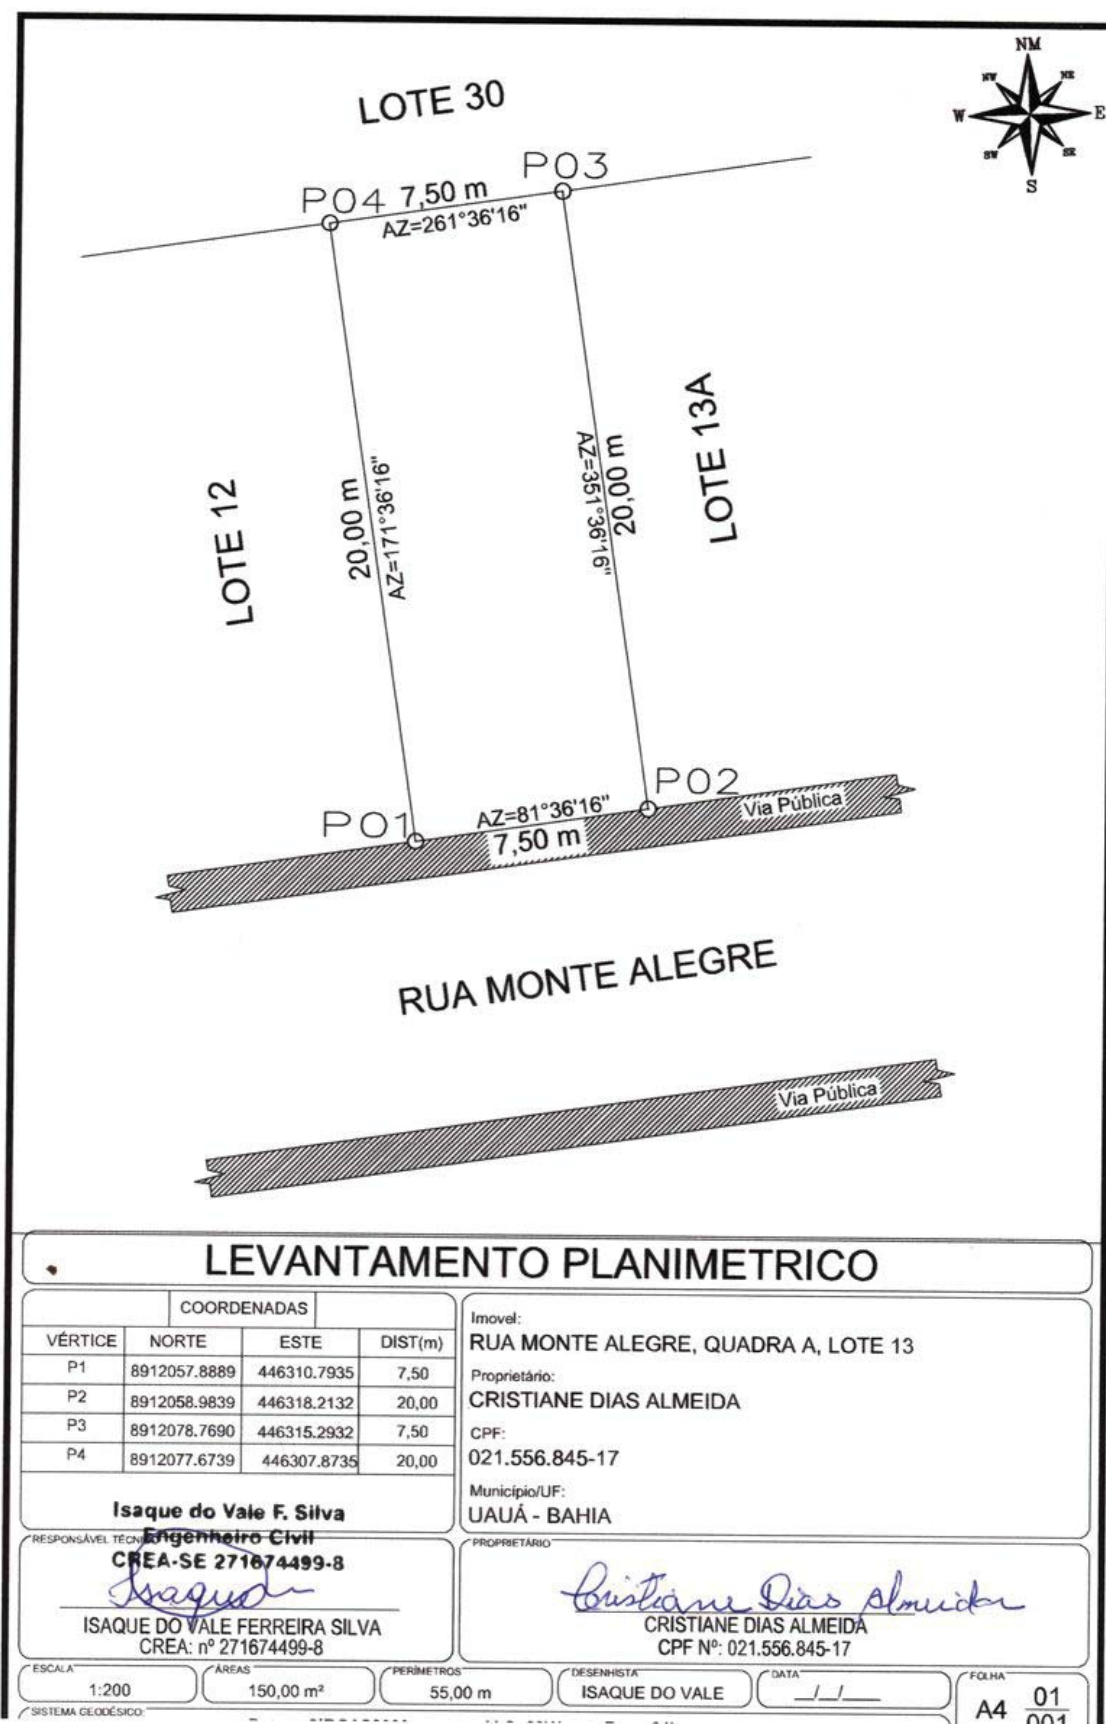 NM
NW
NE
W
E
SW
SE
S
LOTE 30
P03
P04
7,50 m
AZ=261°36'16"
LOTE 13A
20,00 m
AZ=351°36'16"
LOTE 12
20,00 m
AZ=171°36'16"
P02
P01
AZ=81°36'16"
7,50 m
Via Pública
RUA MONTE ALEGRE
Via Pública
LEVANTAMENTO PLANIMETRICO
COORDENADAS
VÉRTICE NORTE ESTE DIST(m)
P1 8912057.8889 446310.7935 7,50
P2 8912058.9839 446318.2132 20,00
P3 8912078.7690 446315.2932 7,50
P4 8912077.6739 446307.8735 20,00
Imovel:
RUA MONTE ALEGRE, QUADRA A, LOTE 13
Proprietário:
CRISTIANE DIAS ALMEIDA
CPF:
021.556.845-17
Município/UF:
UAUÁ - BAHIA
Isaque do Vale F. Silva
Engenheiro Civil
CREA-SE 271674499-8
RESPONSÁVEL
ISAQUE DO VALE FERREIRA SILVA
CREA: nº 271674499-8
PROPRIETÁRIO
Cristiane Dias Almeida
CRISTIANE DIAS ALMEIDA
CPF Nº: 021.556.845-17
ESCALA
1:200
ÁREAS
150,00 m²
PERÍMETROS
55,00 m
DESENHISTA
ISAQUE DO VALE
DATA
__/__/____
FOLHA
A4 01
001
SISTEMA GEODÉSICO: